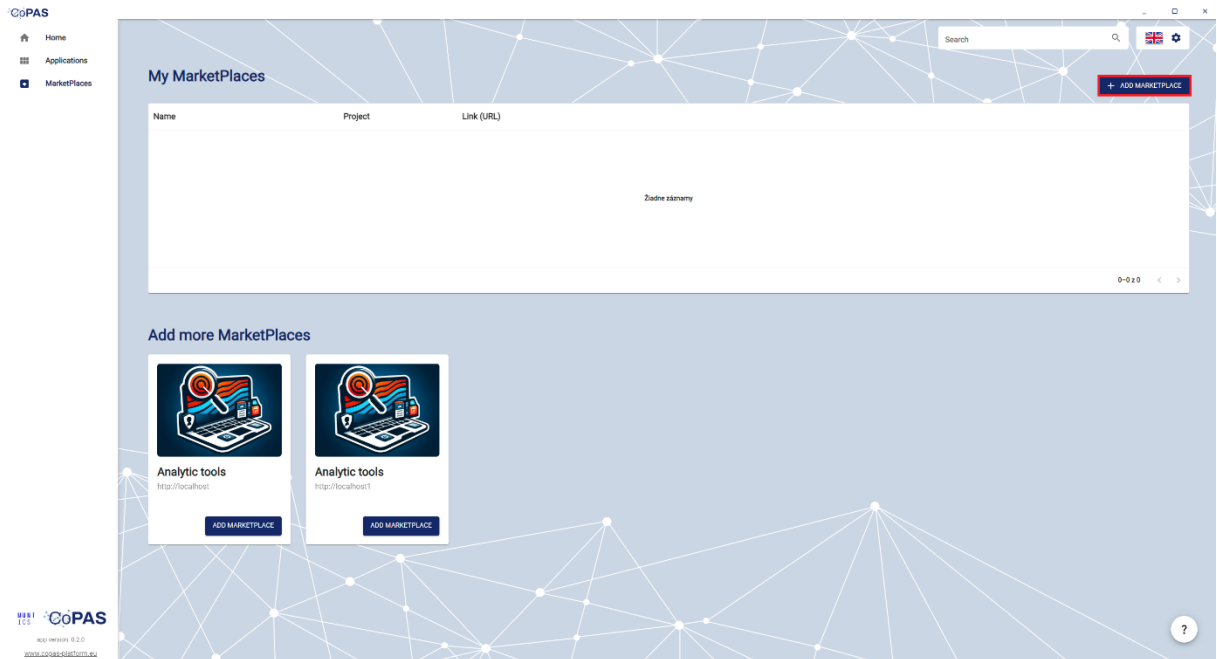 CoPAS
Home
Applications
MarketPlaces
Search
My MarketPlaces
+ ADD MARKETPLACE
Name Project Link (URL)
Žiadne záznamy
0–0 z 0
Add more MarketPlaces
Analytic tools
http://localhost
ADD MARKETPLACE
Analytic tools
http://localhost1
ADD MARKETPLACE
MUNI
ICS
CoPAS
app version: 0.2.0
www.copas-platform.eu
?